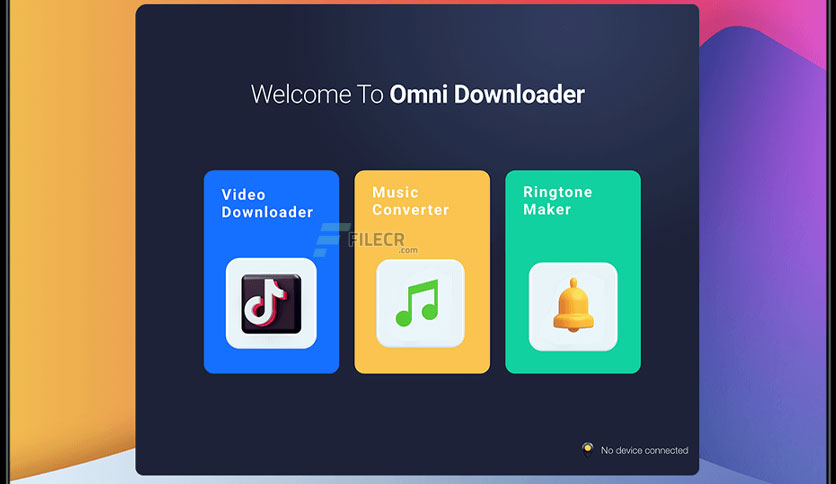 Welcome To Omni Downloader
Video
Downloader
Music
Converter
Ringtone
Maker
FILECR
.com
No device connected